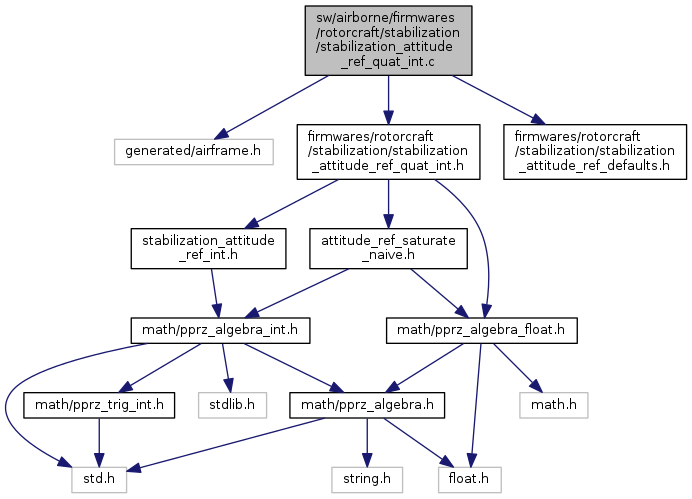 sw/airborne/firmwares
/rotorcraft/stabilization
/stabilization_attitude
_ref_quat_int.c
generated/airframe.h
firmwares/rotorcraft
/stabilization/stabilization
_attitude_ref_quat_int.h
firmwares/rotorcraft
/stabilization/stabilization
_attitude_ref_defaults.h
stabilization_attitude
_ref_int.h
attitude_ref_saturate
_naive.h
math/pprz_algebra_int.h
math/pprz_algebra_float.h
math/pprz_trig_int.h
stdlib.h
math/pprz_algebra.h
math.h
std.h
string.h
float.h